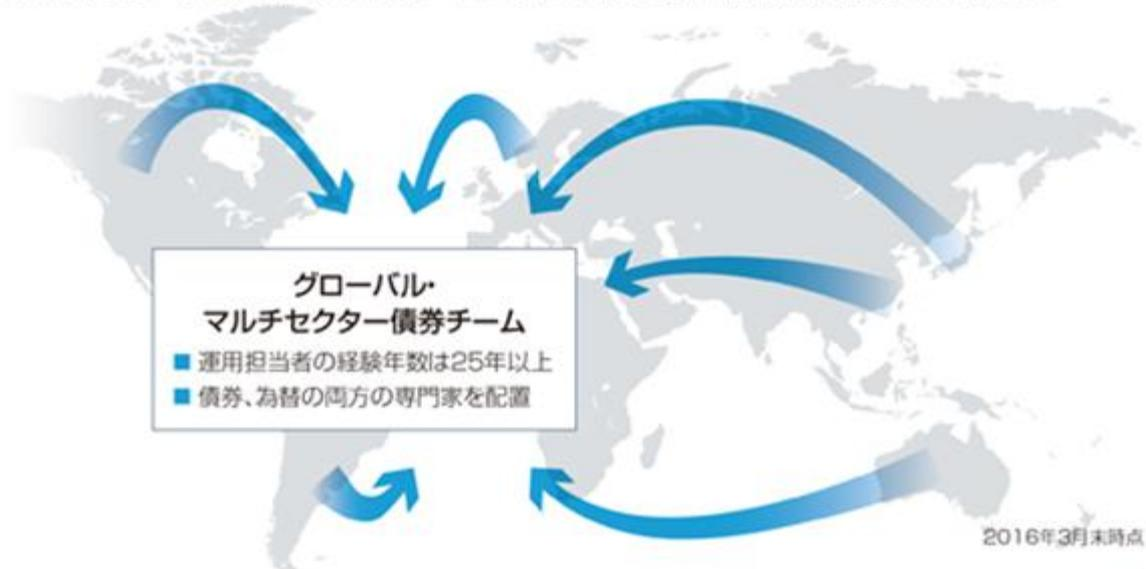 グローバル・
マルチセクター債券チーム
■ 運用担当者の経験年数は25年以上
■ 債券、為替の両方の専門家を配置
2016年3月末時点